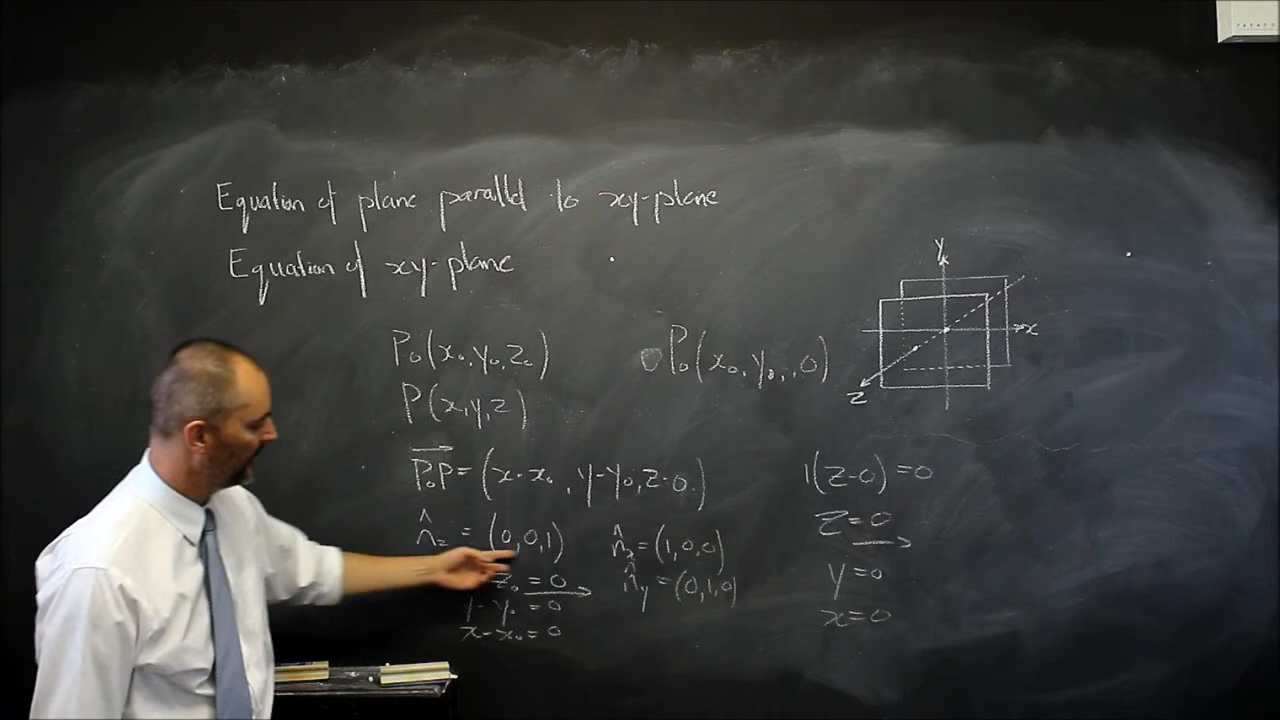 Equation of plane parallel to xy-plane
Equation of xy-plane
P₀(x₀,y₀,z₀)
P₀(x₀,y₀,,0)
P(x,y,z)
P₀P⃗ = (x-x₀, y-y₀, z-0.)
n̂z = (0,0,1)
z₀ = 0
y-y₀ = 0
x-x₀ = 0
= (1,0,0)
n̂y = (0,1,0
1(z-0) = 0
z = 0
y = 0
x = 0
y
x
z